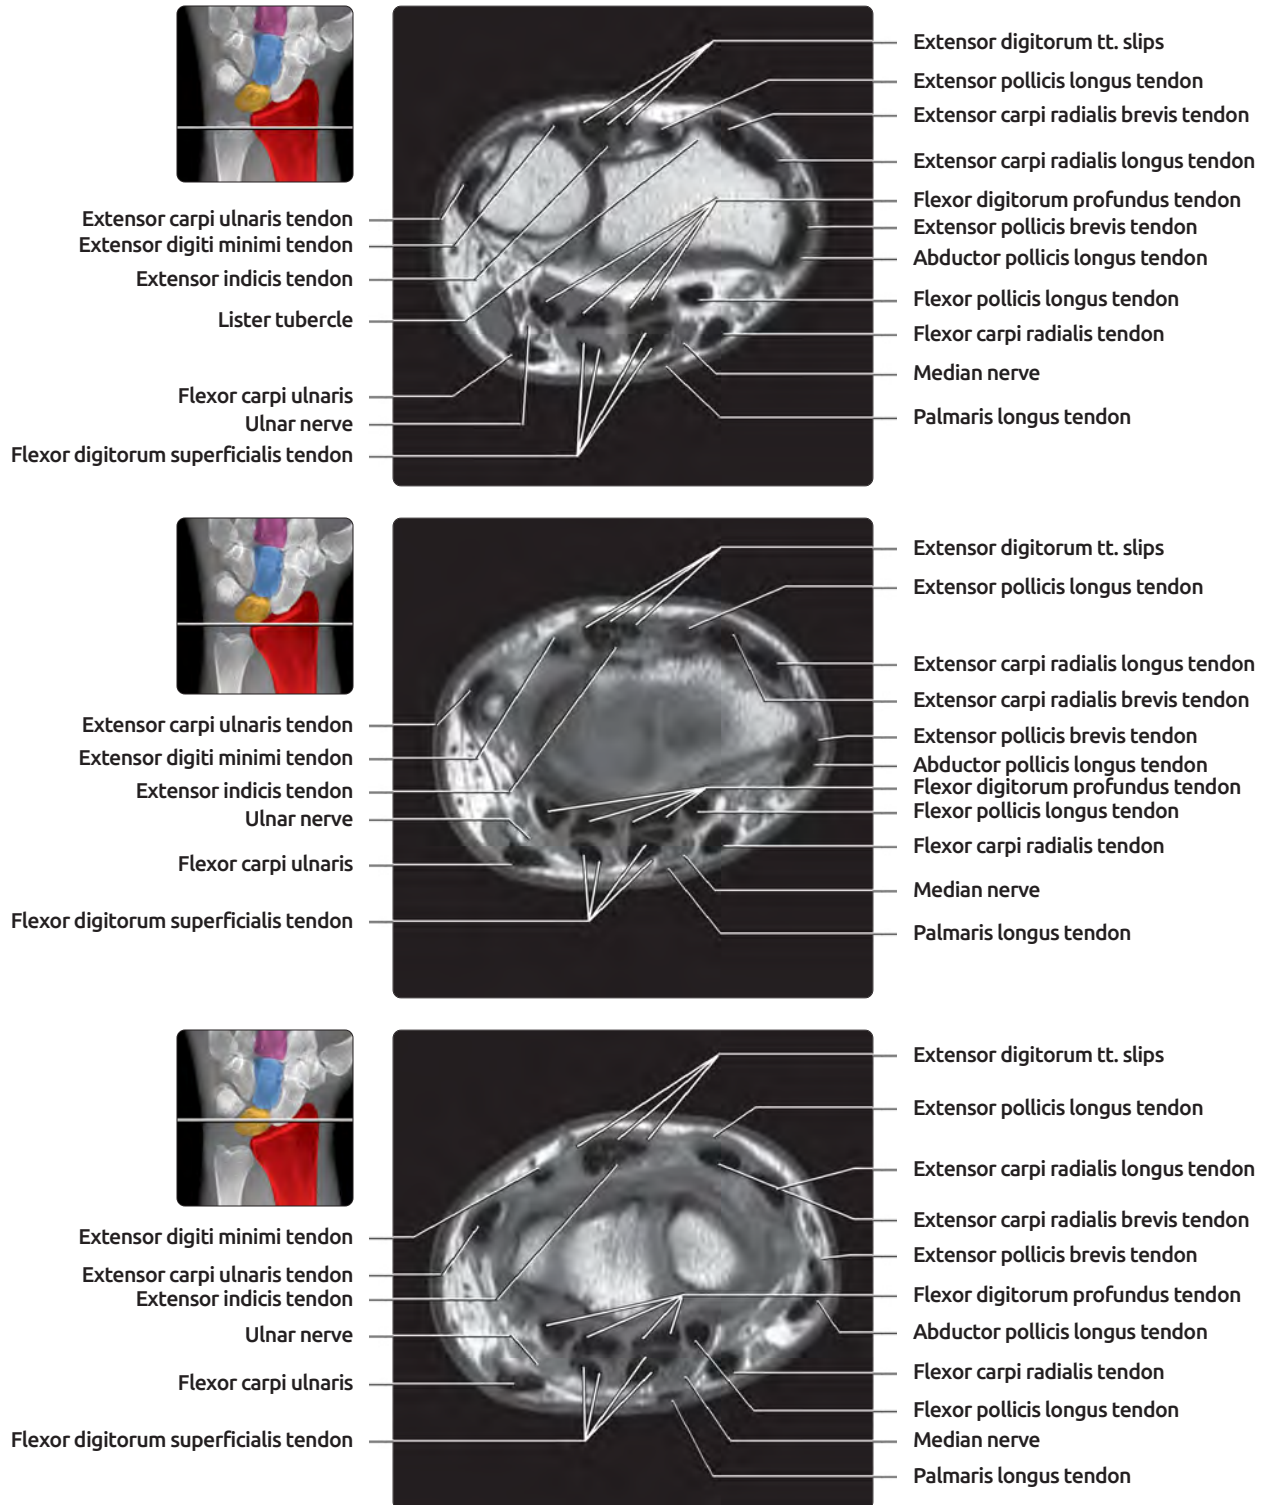 Extensor digitorum tt. slips
Extensor pollicis longus tendon
Extensor carpi radialis brevis tendon
Extensor carpi radialis longus tendon
Flexor digitorum profundus tendon
Extensor carpi ulnaris tendon
Extensor pollicis brevis tendon
Extensor digiti minimi tendon
Abductor pollicis longus tendon
Extensor indicis tendon
Flexor pollicis longus tendon
Lister tubercle
Flexor carpi radialis tendon
Median nerve
Flexor carpi ulnaris
Palmaris longus tendon
Ulnar nerve
Flexor digitorum superficialis tendon
Extensor digitorum tt. slips
Extensor pollicis longus tendon
Extensor carpi radialis longus tendon
Extensor carpi radialis brevis tendon
Extensor carpi ulnaris tendon
Extensor pollicis brevis tendon
Extensor digiti minimi tendon
Abductor pollicis longus tendon
Flexor digitorum profundus tendon
Extensor indicis tendon
Flexor pollicis longus tendon
Ulnar nerve
Flexor carpi radialis tendon
Flexor carpi ulnaris
Median nerve
Flexor digitorum superficialis tendon
Palmaris longus tendon
Extensor digitorum tt. slips
Extensor pollicis longus tendon
Extensor carpi radialis longus tendon
Extensor carpi radialis brevis tendon
Extensor digiti minimi tendon
Extensor pollicis brevis tendon
Extensor carpi ulnaris tendon
Flexor digitorum profundus tendon
Extensor indicis tendon
Abductor pollicis longus tendon
Ulnar nerve
Flexor carpi radialis tendon
Flexor carpi ulnaris
Flexor pollicis longus tendon
Flexor digitorum superficialis tendon
Median nerve
Palmaris longus tendon